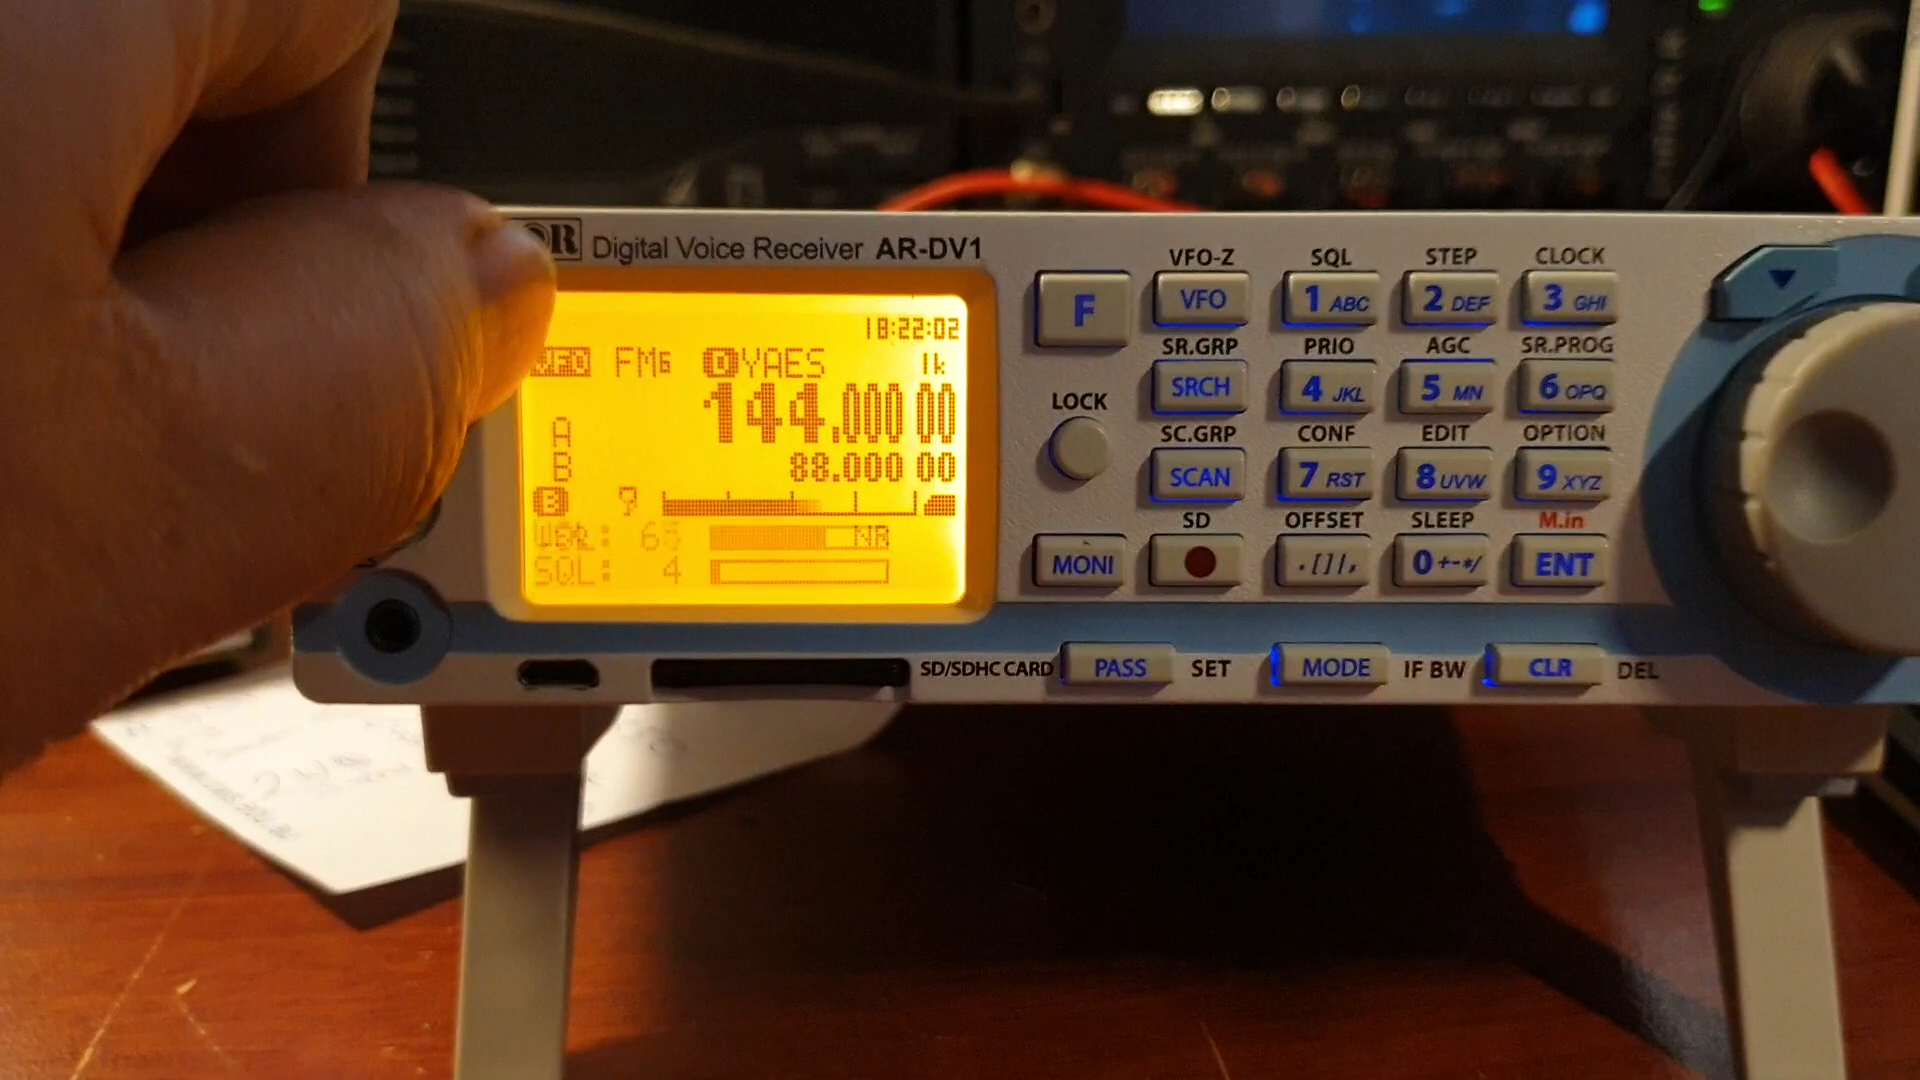 Digital Voice Receiver AR-DV1
18:22:02
VFO FM6 D YAES 1k
144.000 00
A
B 88.000 00
9
NR
SQL: 4
F
LOCK
MONI
VFO-Z SQL STEP CLOCK
VFO 1 ABC 2 DEF 3 GHI
SR.GRP PRIO AGC SR.PROG
SRCH 4 JKL 5 MN 6 OPQ
SC.GRP CONF EDIT OPTION
SCAN 7 RST 8 UVW 9 XYZ
SD OFFSET SLEEP M.in
.[]|, 0 +-*/ ENT
SD/SDHC CARD PASS SET MODE IF BW CLR DEL